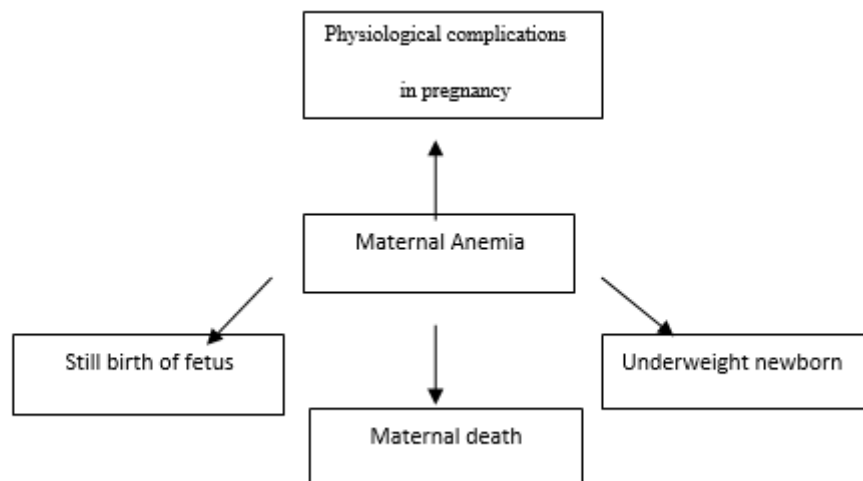 Physiological complications
in pregnancy
Maternal Anemia
Still birth of fetus
Underweight newborn
Maternal death